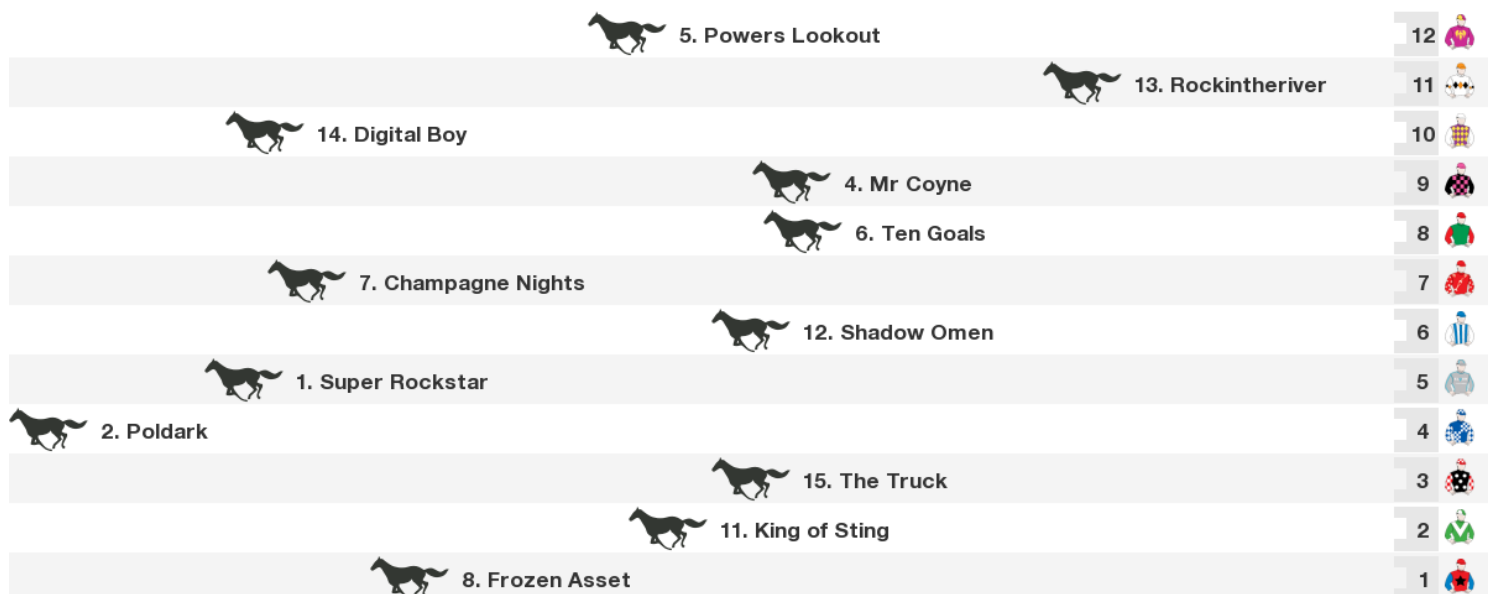 5. Powers Lookout 12
13. Rockintheriver 11
14. Digital Boy 10
4. Mr Coyne 9
6. Ten Goals 8
7. Champagne Nights 7
12. Shadow Omen 6
1. Super Rockstar 5
2. Poldark 4
15. The Truck 3
11. King of Sting 2
8. Frozen Asset 1